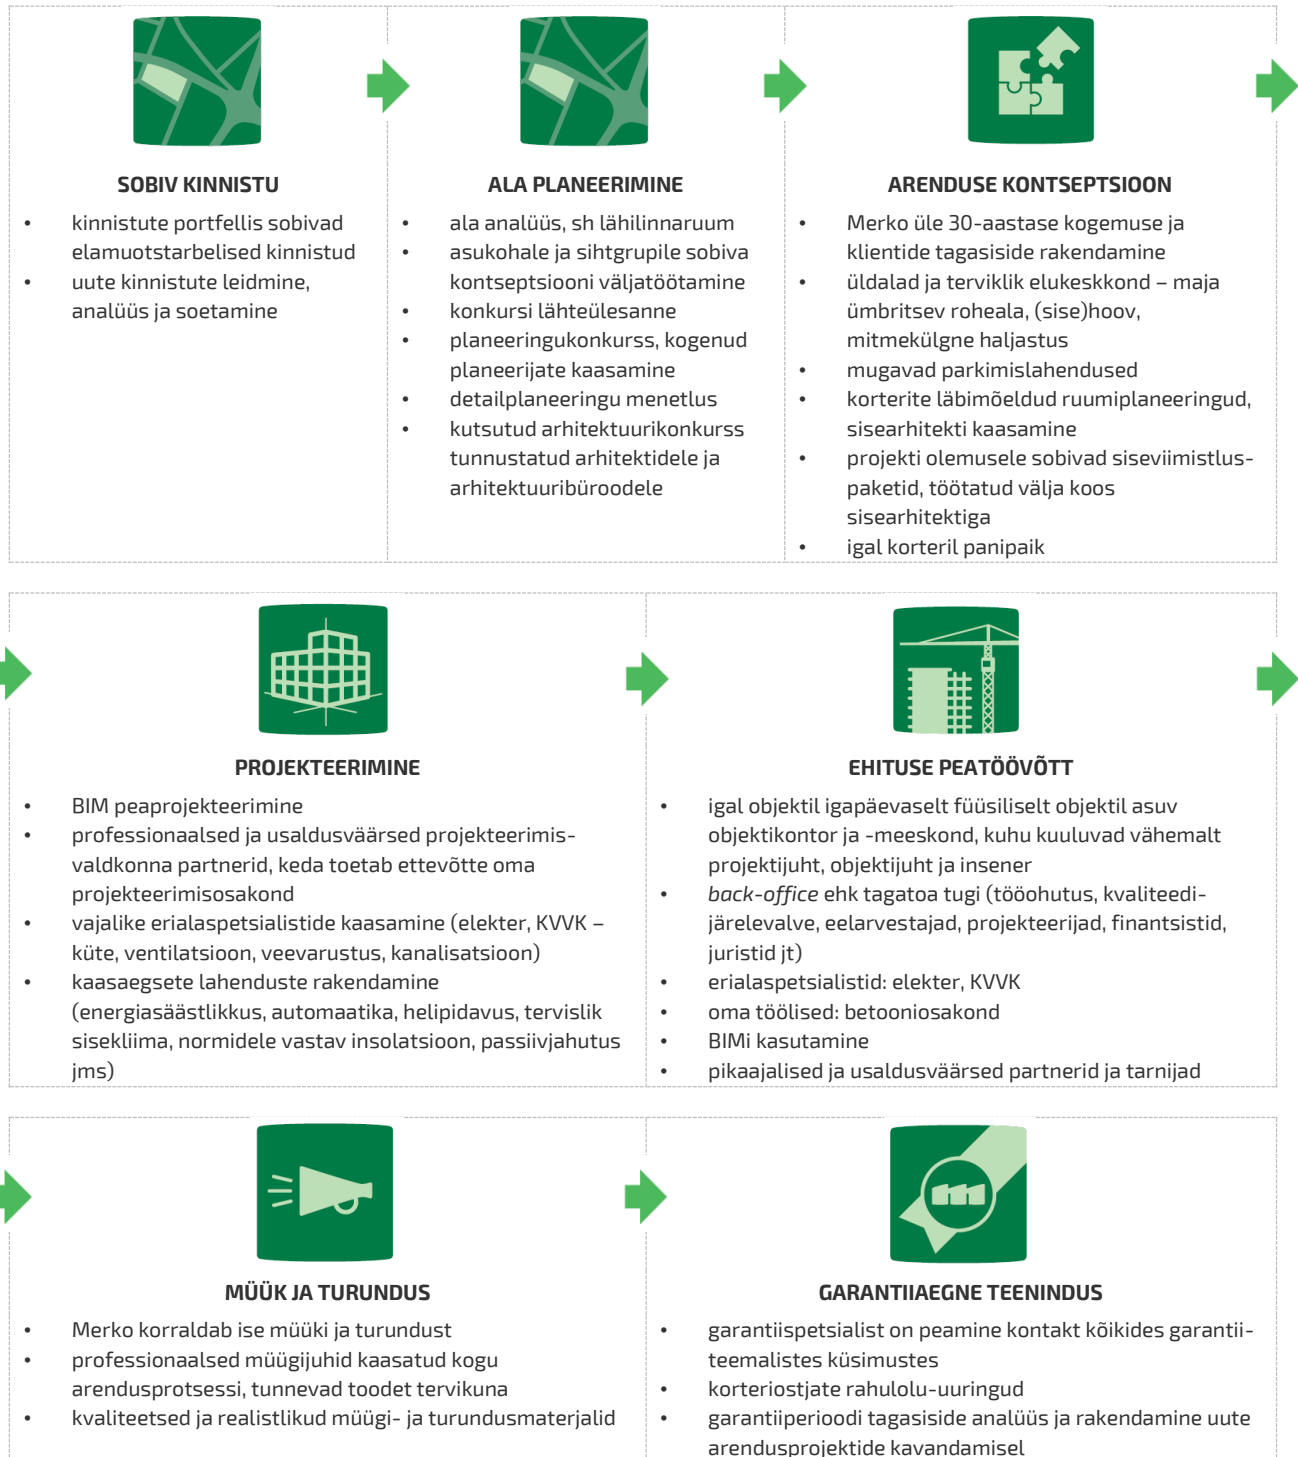 SOBIV KINNISTU
• kinnistute portfellis sobivad
elamuotstarbelised kinnistud
• uute kinnistute leidmine,
analüüs ja soetamine
ALA PLANEERIMINE
• ala analüüs, sh lähilinnaruum
• asukohale ja sihtgrupile sobiva
kontseptsiooni väljatöötamine
• konkursi lähteülesanne
• planeeringukonkurss, kogenud
planeerijate kaasamine
• detailplaneeringu menetlus
• kutsutud arhitektuurikonkurss
tunnustatud arhitektidele ja
arhitektuuribüroodele
ARENDUSE KONTSEPTSIOON
• Merko üle 30-aastase kogemuse ja
klientide tagasiside rakendamine
• üldalad ja terviklik elukeskkond – maja
ümbritsev roheala, (sise)hoov,
mitmekülgne haljastus
• mugavad parkimislahendused
• korterite läbimõeldud ruumiplaneeringud,
sisearhitekti kaasamine
• projekti olemusele sobivad siseviimistlus-
paketid, töötatud välja koos
sisearhitektiga
• igal korteril panipaik
PROJEKTEERIMINE
• BIM peaprojekteerimine
• professionaalsed ja usaldusväärsed projekteerimis-
valdkonna partnerid, keda toetab ettevõtte oma
projekteerimisosakond
• vajalike erialaspetsialistide kaasamine (elekter, KVVK –
küte, ventilatsioon, veevarustus, kanalisatsioon)
• kaasaegsete lahenduste rakendamine
(energiasäästlikkus, automaatika, helipidavus, tervislik
sisekliima, normidele vastav insolatsioon, passiivjahutus
jms)
EHITUSE PEATÖÖVÕTT
• igal objektil igapäevaselt füüsiliselt objektil asuv
objektikontor ja -meeskond, kuhu kuuluvad vähemalt
projektijuht, objektijuht ja insener
• back-office ehk tagatoa tugi (tööohutus, kvaliteedi-
järelevalve, eelarvestajad, projekteerijad, finantsistid,
juristid jt)
• erialaspetsialistid: elekter, KVVK
• oma töölised: betooniosakond
• BIMi kasutamine
• pikaajalised ja usaldusväärsed partnerid ja tarnijad
MÜÜK JA TURUNDUS
• Merko korraldab ise müüki ja turundust
• professionaalsed müügijuhid kaasatud kogu
arendusprotsessi, tunnevad toodet tervikuna
• kvaliteetsed ja realistlikud müügi- ja turundusmaterjalid
GARANTIIAEGNE TEENINDUS
• garantiispetsialist on peamine kontakt kõikides garantii-
teemalistes küsimustes
• korteriostjate rahulolu-uuringud
• garantiiperioodi tagasiside analüüs ja rakendamine uute
arendusprojektide kavandamisel